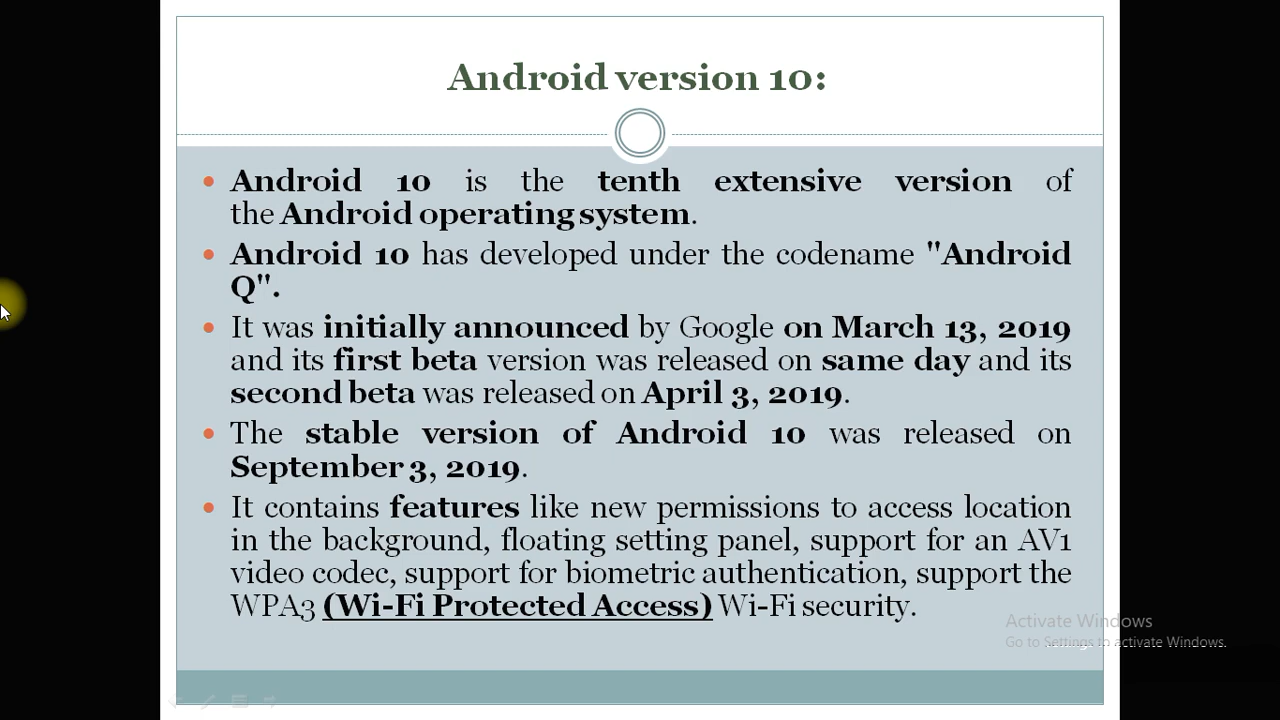 Android version 10:
Android 10 is the tenth extensive version of
the Android operating system.
Android 10 has developed under the codename "Android
Q".
It was initially announced by Google on March 13, 2019
and its first beta version was released on same day and its
second beta was released on April 3, 2019.
The stable version of Android 10 was released on
September 3, 2019.
It contains features like new permissions to access location
in the background, floating setting panel, support for an AV1
video codec, support for biometric authentication, support the
WPA3 (Wi-Fi Protected Access) Wi-Fi security.
Activate Windows
Go to Settings to activate Windows.